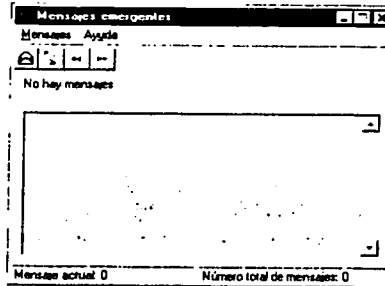 Mensajes emergentes
Mensajes Ayuda
No hay mensajes
Mensaje actual: 0 Número total de mensajes: 0